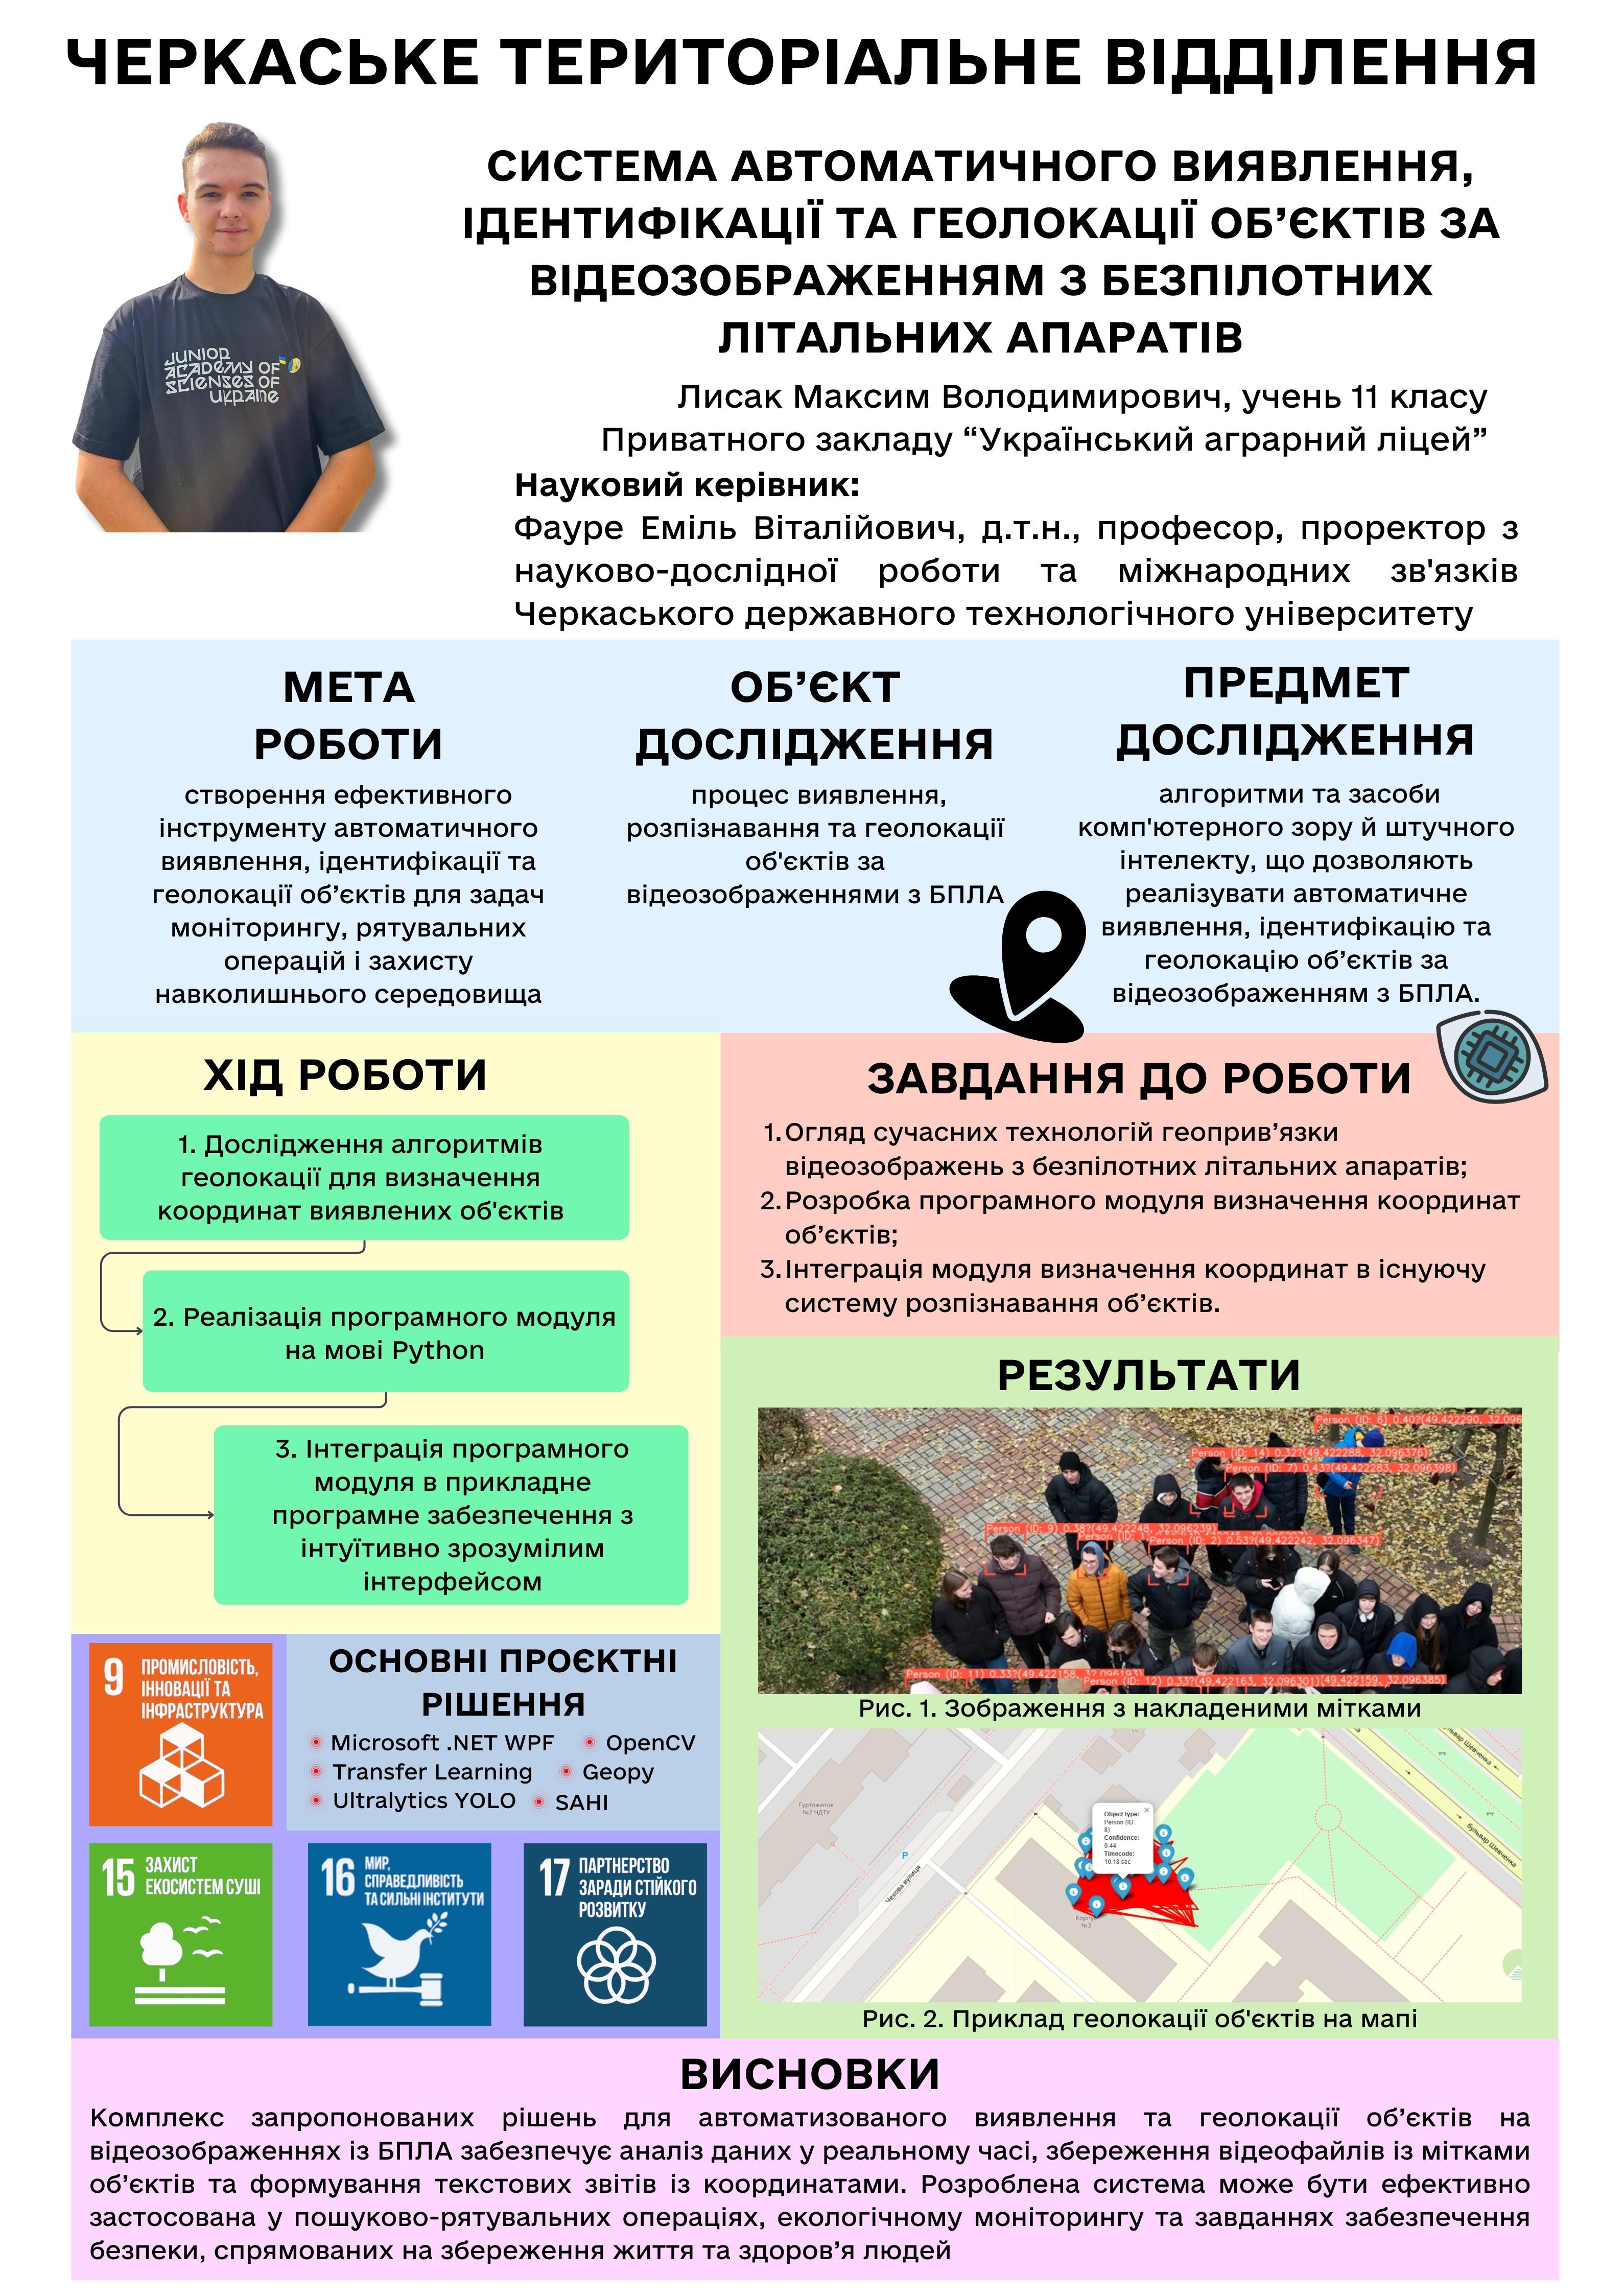 ЧЕРКАСЬКЕ ТЕРИТОРІАЛЬНЕ ВІДДІЛЕННЯ
СИСТЕМА АВТОМАТИЧНОГО ВИЯВЛЕННЯ,
ІДЕНТИФІКАЦІЇ ТА ГЕОЛОКАЦІЇ ОБ’ЄКТІВ ЗА
ВІДЕОЗОБРАЖЕННЯМ З БЕЗПІЛОТНИХ
ЛІТАЛЬНИХ АПАРАТІВ
JUNIOR
ACADEMY OF
SCIENSES OF
UKRAINE
Лисак Максим Володимирович, учень 11 класу
Приватного закладу “Український аграрний ліцей”
Науковий керівник:
Фауре Еміль Віталійович, д.т.н., професор, проректор з
науково-дослідної роботи та міжнародних зв'язків
Черкаського державного технологічного університету
МЕТА
РОБОТИ
створення ефективного
інструменту автоматичного
виявлення, ідентифікації та
геолокації об’єктів для задач
моніторингу, рятувальних
операцій і захисту
навколишнього середовища
ОБ’ЄКТ
ДОСЛІДЖЕННЯ
процес виявлення,
розпізнавання та геолокації
об'єктів за
відеозображеннями з БПЛА
ПРЕДМЕТ
ДОСЛІДЖЕННЯ
алгоритми та засоби
комп'ютерного зору й штучного
інтелекту, що дозволяють
реалізувати автоматичне
виявлення, ідентифікацію та
геолокацію об’єктів за
відеозображенням з БПЛА.
ХІД РОБОТИ
1. Дослідження алгоритмів
геолокації для визначення
координат виявлених об'єктів
2. Реалізація програмного модуля
на мові Python
3. Інтеграція програмного
модуля в прикладне
програмне забезпечення з
інтуїтивно зрозумілим
інтерфейсом
ЗАВДАННЯ ДО РОБОТИ
1. Огляд сучасних технологій геоприв’язки
відеозображень з безпілотних літальних апаратів;
2. Розробка програмного модуля визначення координат
об’єктів;
3. Інтеграція модуля визначення координат в існуючу
систему розпізнавання об’єктів.
РЕЗУЛЬТАТИ
Person (ID: 6) 0.40?(49.422290, 32.096
Person (ID: 14) 0.32?(49.422288, 32.096376)
Person (ID: 7) 0.43?(49.422283, 32.096398)
Person (ID: 9) 0.38?(49.422248, 32.096239)
Person (ID: 2) 0.53?(49.422242, 32.096347)
Person (ID: 11) 0.33?(49.422158, 32.096193)
Person (ID: 12) 0.33?(49.422163, 32.096301)
(49.422159, 32.096385)
Рис. 1. Зображення з накладеними мітками
Гуртожиток
№2 ЧДТУ
P
Чехова вулиця
бульвар Шевченка
бульвар Шевченка
Object type:
Person (ID:
8)
Confidence:
0.44
Timecode:
10.18 sec
№3
Рис. 2. Приклад геолокації об'єктів на мапі
9 ПРОМИСЛОВІСТЬ,
ІННОВАЦІЇ ТА
ІНФРАСТРУКТУРА
ОСНОВНІ ПРОЄКТНІ
РІШЕННЯ
Microsoft .NET WPF
OpenCV
Transfer Learning
Geopy
Ultralytics YOLO
SAHI
15 ЗАХИСТ
ЕКОСИСТЕМ СУШІ
16 МИР,
СПРАВЕДЛИВІСТЬ
ТА СИЛЬНІ ІНСТИТУТИ
17 ПАРТНЕРСТВО
ЗАРАДИ СТІЙКОГО
РОЗВИТКУ
ВИСНОВКИ
Комплекс запропонованих рішень для автоматизованого виявлення та геолокації об’єктів на
відеозображеннях із БПЛА забезпечує аналіз даних у реальному часі, збереження відеофайлів із мітками
об’єктів та формування текстових звітів із координатами. Розроблена система може бути ефективно
застосована у пошуково-рятувальних операціях, екологічному моніторингу та завданнях забезпечення
безпеки, спрямованих на збереження життя та здоров’я людей